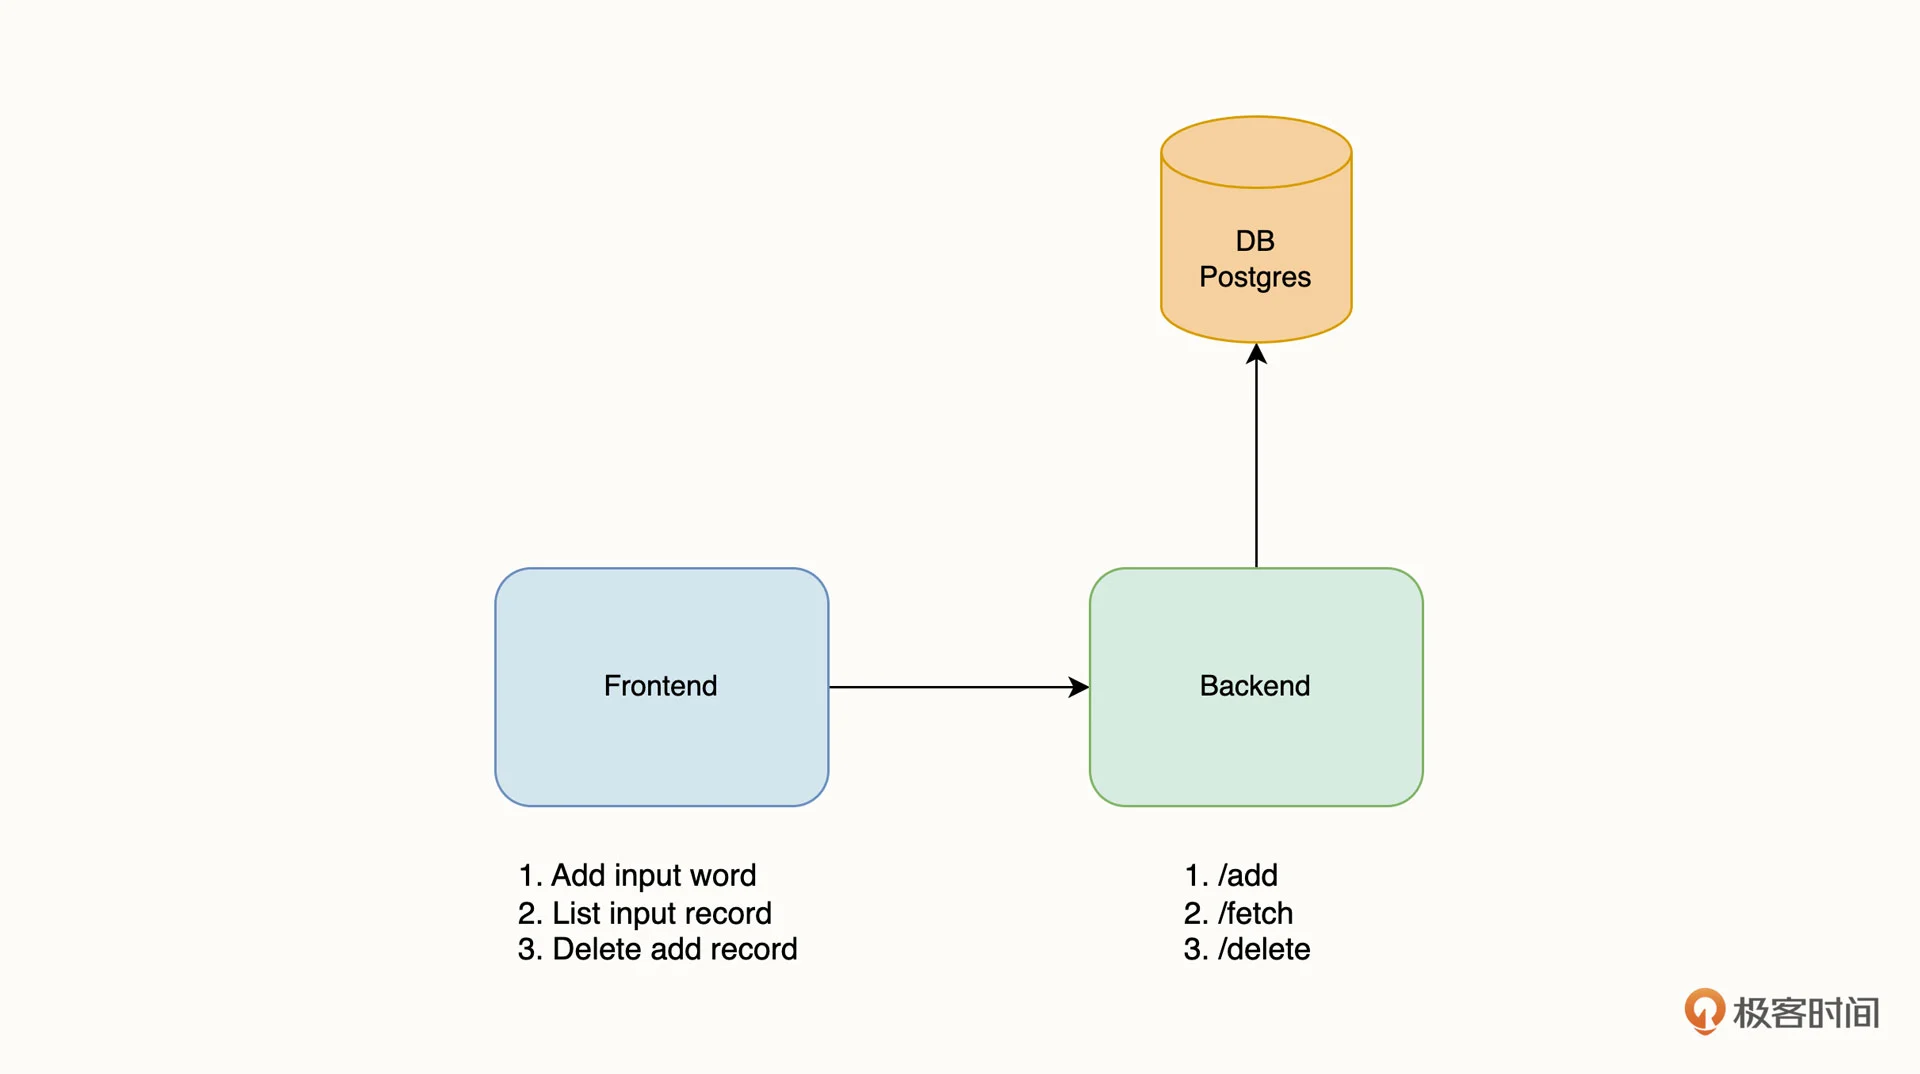 DB
Postgres
Frontend
Backend
1. Add input word
2. List input record
3. Delete add record
1. /add
2. /fetch
3. /delete
极客时间